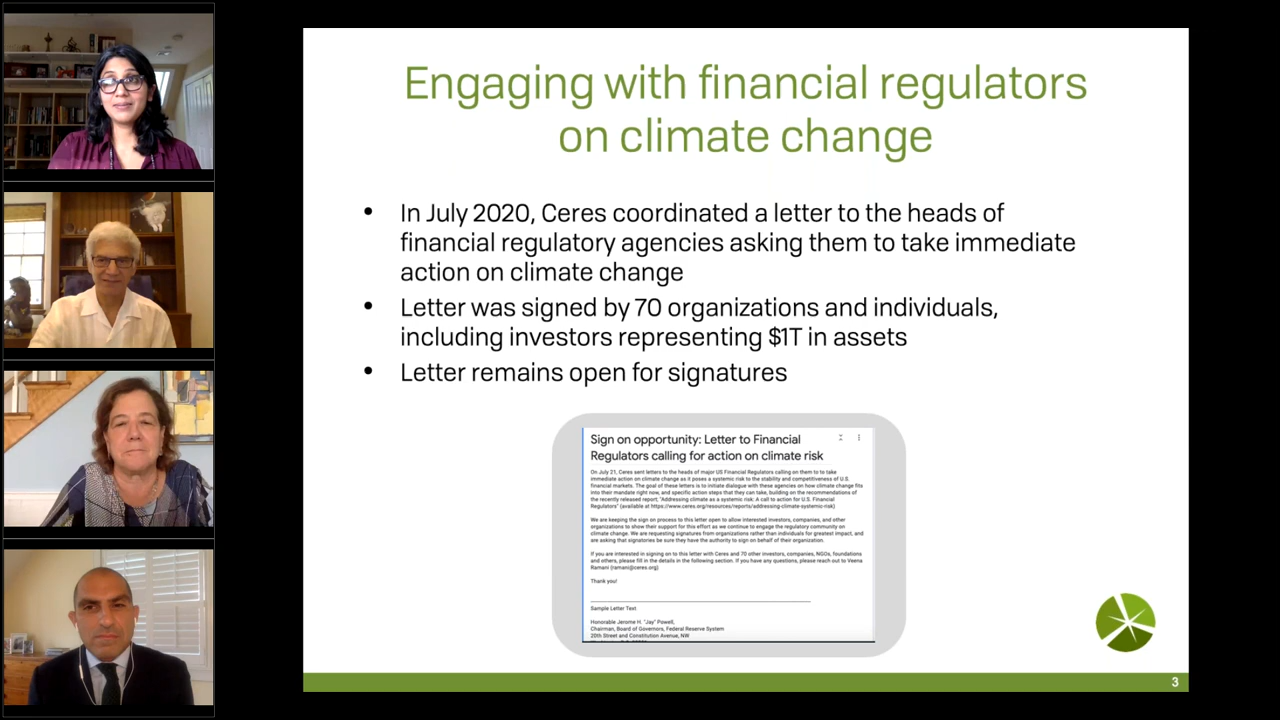 Engaging with financial regulators
on climate change
• In July 2020, Ceres coordinated a letter to the heads of
financial regulatory agencies asking them to take immediate
action on climate change
• Letter was signed by 70 organizations and individuals,
including investors representing $1T in assets
• Letter remains open for signatures
Sign on opportunity: Letter to Financial
Regulators calling for action on climate risk
On July 21, Ceres sent letters to the heads of major US Financial Regulators calling on them to to take
immediate action on climate change as it poses a systemic risk to the stability and competitiveness of U.S.
financial markets. The goal of these letters is to initiate dialogue with these agencies on how climate change fits
into their mandate right now, and specific action steps that they can take, building on the recommendations of
the recently released report; "Addressing climate as a systemic risk: A call to action for U.S. Financial
Regulators" (available at https://www.ceres.org/resources/reports/addressing-climate-systemic-risk)
We are keeping the sign on process to this letter open to allow interested investors, companies, and other
organizations to show their support for this effort as we continue to engage the regulatory community on
climate change. We are requesting signatures from organizations rather than individuals for greatest impact, and
are asking that signatories be sure they have the authority to sign on behalf of their organization.
If you are interested in signing on to this letter with Ceres and 70 other investors, companies, NGOs, foundations
and others, please fill in the details in the following section. If you have any questions, please reach out to Veena
Ramani (ramani@ceres.org)
Thank you!
Sample Letter Text
Honorable Jerome H. "Jay" Powell,
Chairman, Board of Governors, Federal Reserve System
20th Street and Constitution Avenue, NW
3